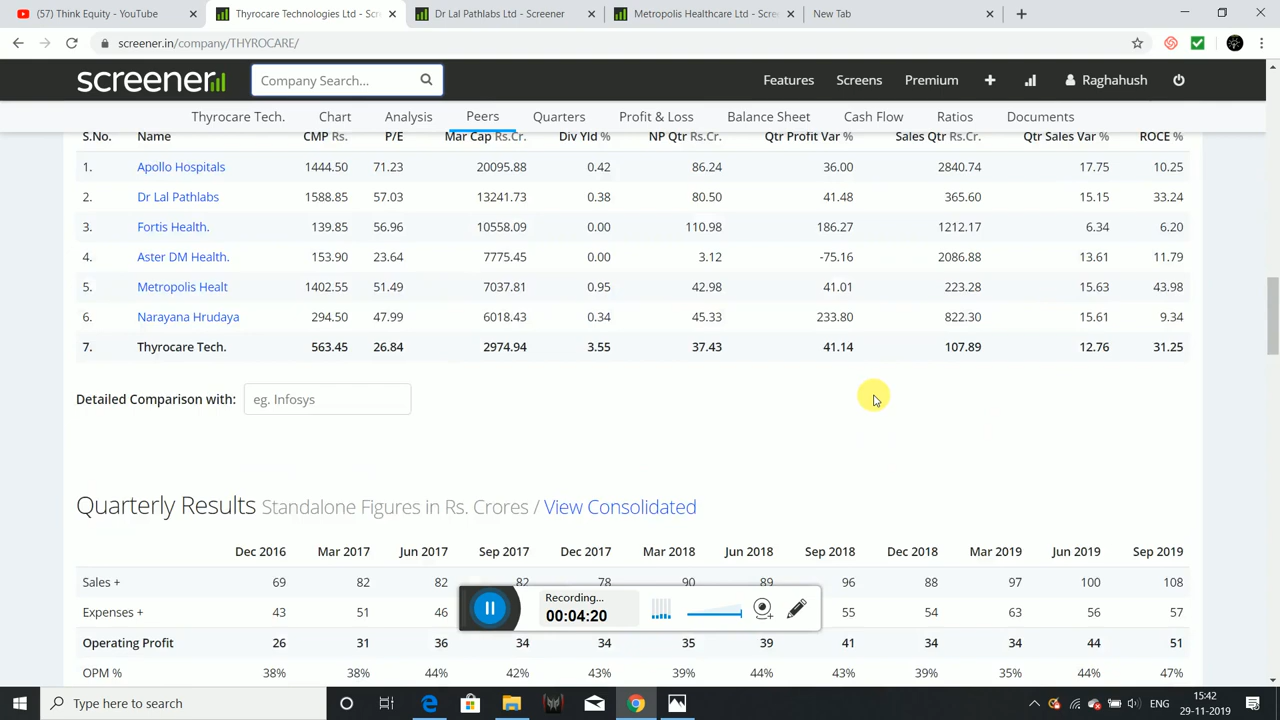 (57) Think Equity - YouTube
Thyrocare Technologies Ltd - Scr
Dr Lal Pathlabs Ltd - Screener
Metropolis Healthcare Ltd - Scre
New Tab
screener.in/company/THYROCARE/
screener
Company Search...
Features
Screens
Premium
Raghahush
Thyrocare Tech.
Chart
Analysis
Peers
Quarters
Profit & Loss
Balance Sheet
Cash Flow
Ratios
Documents
S.No. Name CMP Rs. P/E Mar Cap Rs.Cr. Div Yld % NP Qtr Rs.Cr. Qtr Profit Var % Sales Qtr Rs.Cr. Qtr Sales Var % ROCE %
1. Apollo Hospitals 1444.50 71.23 20095.88 0.42 86.24 36.00 2840.74 17.75 10.25
2. Dr Lal Pathlabs 1588.85 57.03 13241.73 0.38 80.50 41.48 365.60 15.15 33.24
3. Fortis Health. 139.85 56.96 10558.09 0.00 110.98 186.27 1212.17 6.34 6.20
4. Aster DM Health. 153.90 23.64 7775.45 0.00 3.12 -75.16 2086.88 13.61 11.79
5. Metropolis Healt 1402.55 51.49 7037.81 0.95 42.98 41.01 223.28 15.63 43.98
6. Narayana Hrudaya 294.50 47.99 6018.43 0.34 45.33 233.80 822.30 15.61 9.34
7. Thyrocare Tech. 563.45 26.84 2974.94 3.55 37.43 41.14 107.89 12.76 31.25
Detailed Comparison with: eg. Infosys
Quarterly Results Standalone Figures in Rs. Crores / View Consolidated
Dec 2016 Mar 2017 Jun 2017 Sep 2017 Dec 2017 Mar 2018 Jun 2018 Sep 2018 Dec 2018 Mar 2019 Jun 2019 Sep 2019
Sales + 69 82 82 82 78 90 89 96 88 97 100 108
Expenses + 43 51 46 55 54 63 56 57
Recording...
00:04:20
Operating Profit 26 31 36 34 34 35 39 41 34 34 44 51
OPM % 38% 38% 44% 42% 43% 39% 44% 43% 39% 35% 44% 47%
Type here to search
ENG
15:42
29-11-2019